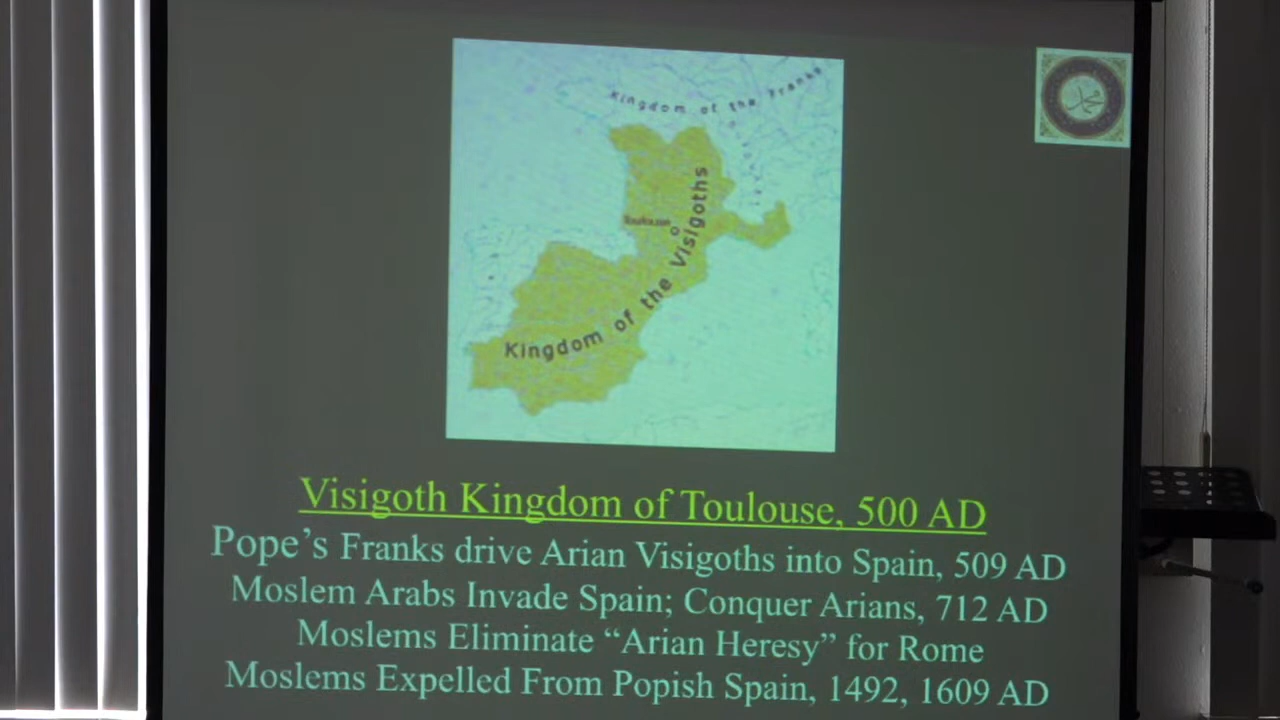 Kingdom of the Franks
Toulouse
Kingdom of the Visigoths
Visigoth Kingdom of Toulouse, 500 AD
Pope's Franks drive Arian Visigoths into Spain, 509 AD
Moslem Arabs Invade Spain; Conquer Arians, 712 AD
Moslems Eliminate “Arian Heresy” for Rome
Moslems Expelled From Popish Spain, 1492, 1609 AD